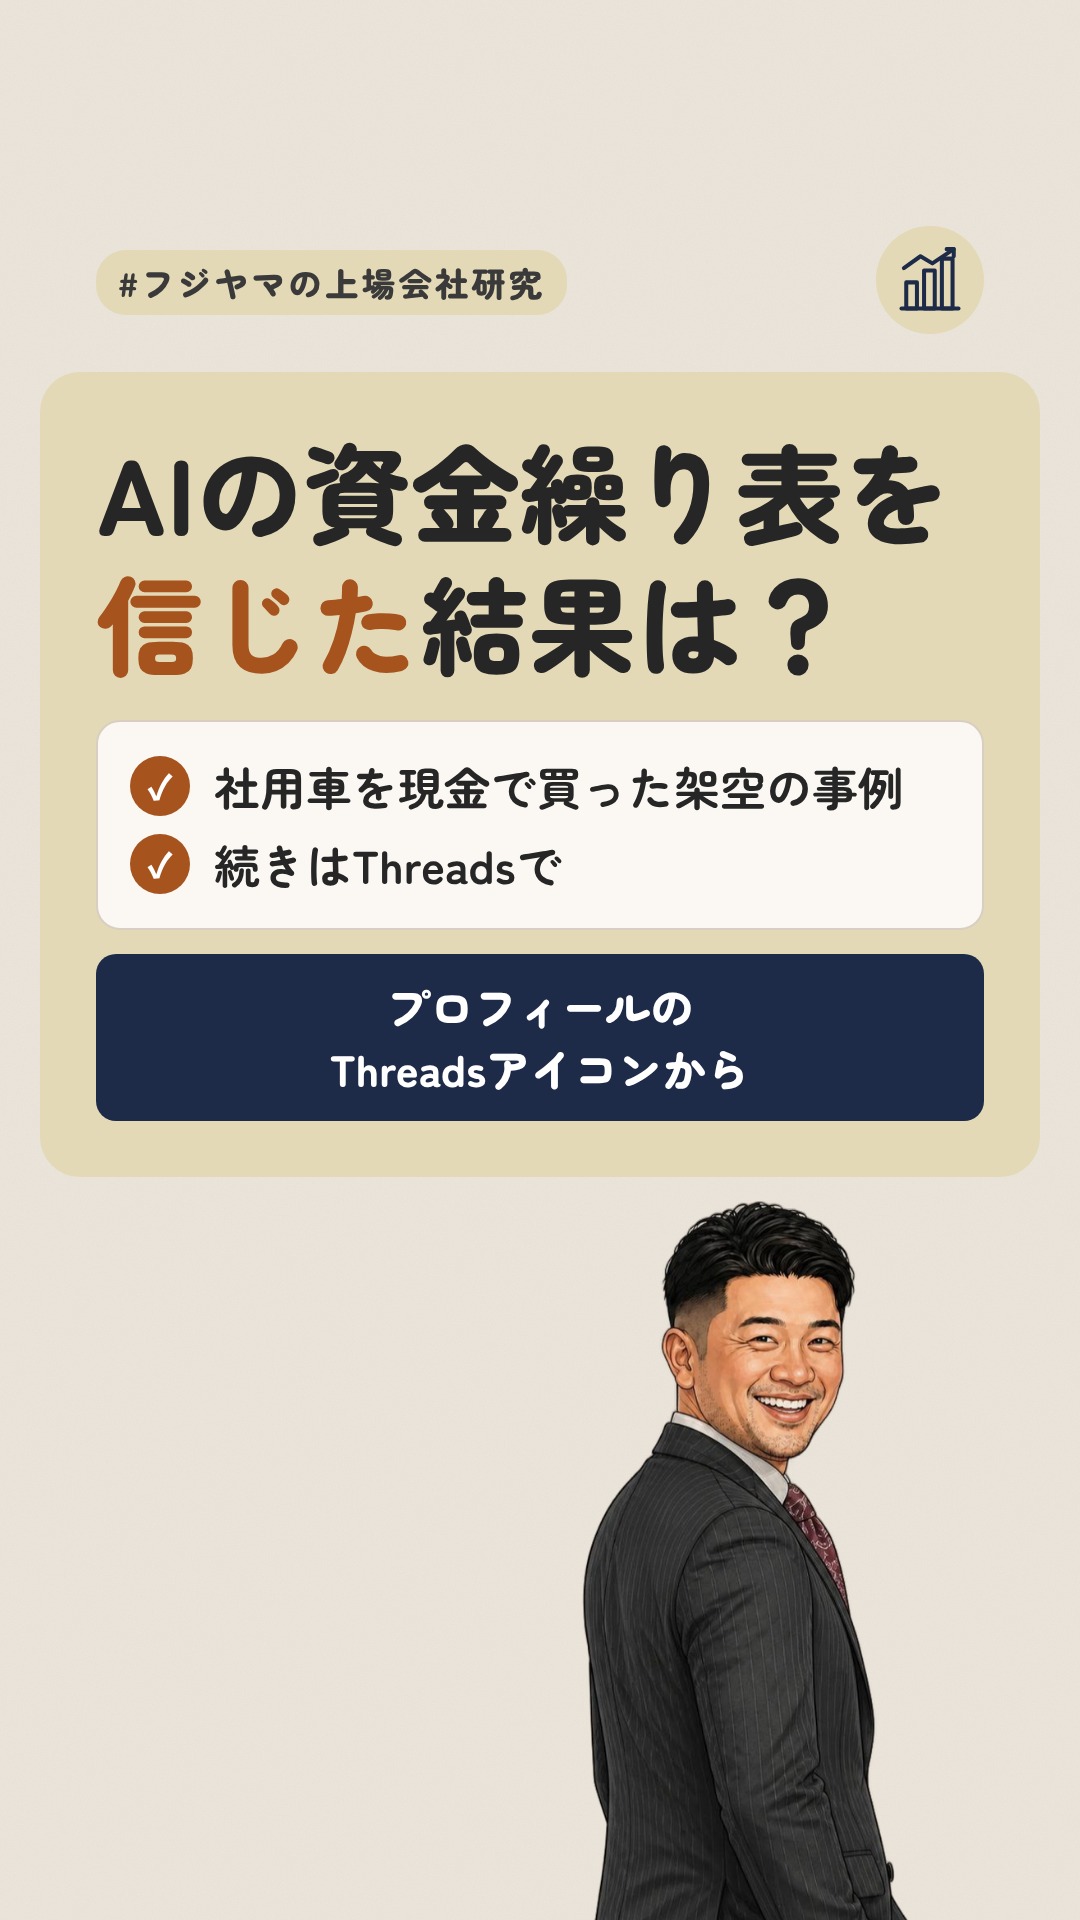 #フジヤマの上場会社研究
AIの資金繰り表を
信じた結果は？
社用車を現金で買った架空の事例
続きはThreadsで
プロフィールの
Threadsアイコンから